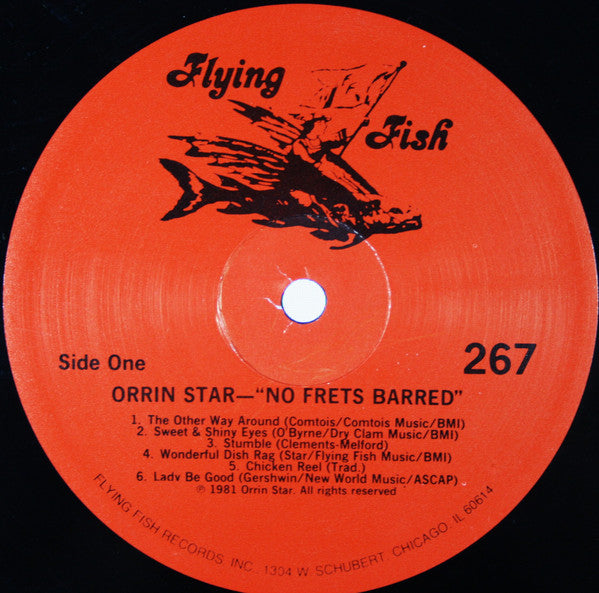 Flying
Fish
Side One
267
ORRIN STAR—"NO FRETS BARRED"
1. The Other Way Around (Comtois/Comtois Music/BMI)
2. Sweet & Shiny Eyes (O'Byrne/Dry Clam Music/BMI)
3. Stumble (Clements-Melford)
4. Wonderful Dish Rag (Star/Flying Fish Music/BMI)
5. Chicken Reel (Trad.)
6. Lady Be Good (Gershwin/New World Music/ASCAP)
℗ 1981 Orrin Star. All rights reserved
FLYING FISH RECORDS, INC., 1304 W. SCHUBERT, CHICAGO, IL 60614